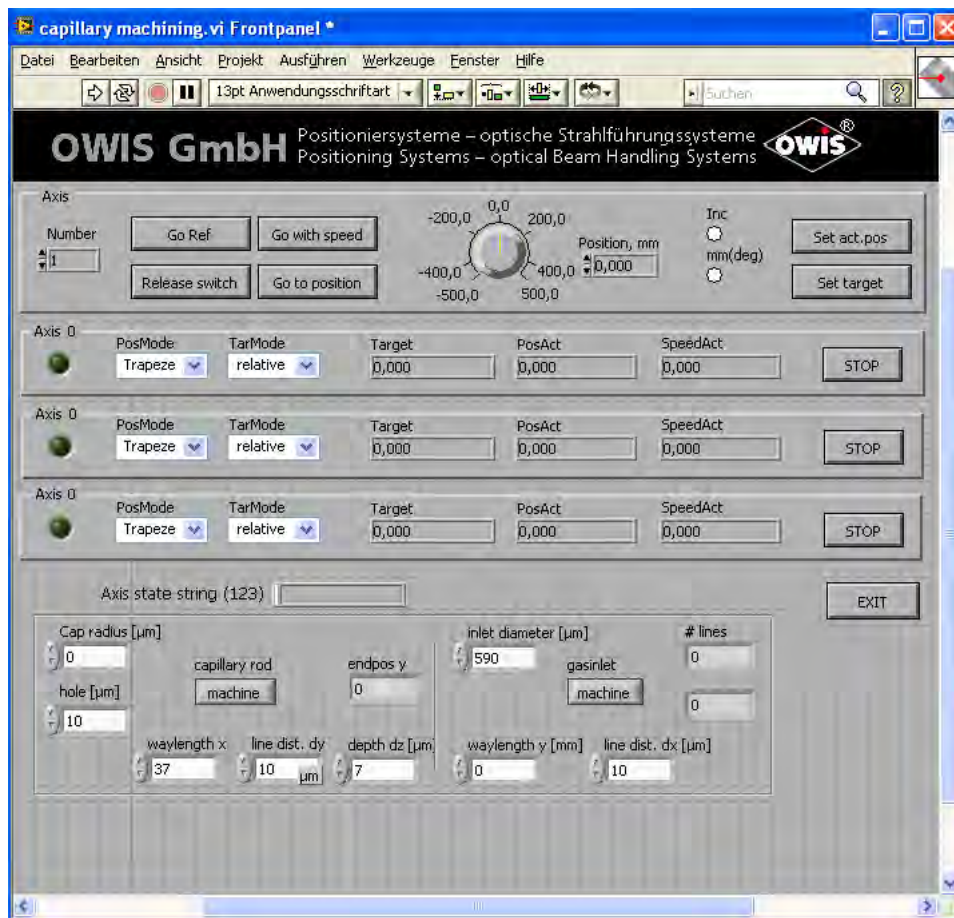 capillary machining.vi Frontpanel *
Datei Bearbeiten Ansicht Projekt Ausführen Werkzeuge Fenster Hilfe
13pt Anwendungsschriftart Suchen
OWIS GmbH Positioniersysteme – optische Strahlführungssysteme OWIS ®
Positioning Systems – optical Beam Handling Systems
Axis
Number Go Ref Go with speed -200,0 0,0 200,0 Inc Set act.pos
1 Position, mm mm(deg)
Release switch Go to position -400,0 400,0 0,000 Set target
-500,0 500,0
Axis 0
PosMode TarMode Target PosAct SpeedAct
Trapeze relative 0,000 0,000 0,000 STOP
Axis 0
PosMode TarMode Target PosAct SpeedAct
Trapeze relative 0,000 0,000 0,000 STOP
Axis 0
PosMode TarMode Target PosAct SpeedAct
Trapeze relative 0,000 0,000 0,000 STOP
Axis state string (123) EXIT
Cap radius [µm] inlet diameter [µm] # lines
0 capillary rod endpos y 590 gasinlet 0
hole [µm] machine 0 machine 0
10
waylength x line dist. dy depth dz [µm] waylength y [mm] line dist. dx [µm]
37 10 µm 7 0 10